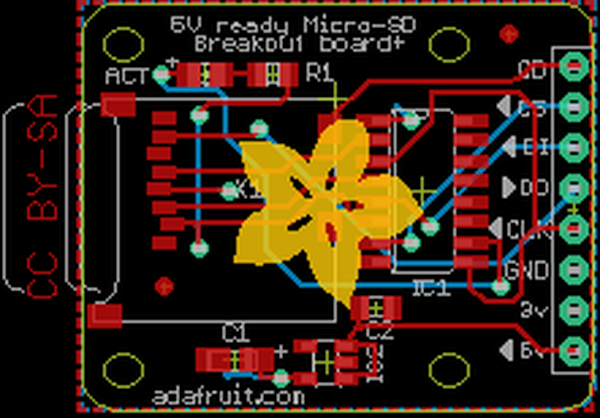 5V ready Micro-SD
Breakout board+
ACT
+
R1
CD
CS
DI
X1
DO
CLK
GND
IC1
3v
C2
C1
+
IC2
5v
adafruit.com
CC BY-SA